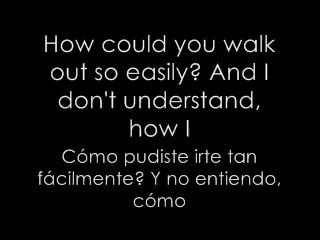 How could you walk
out so easily? And I
don't understand,
how I
Cómo pudiste irte tan
fácilmente? Y no entiendo,
cómo